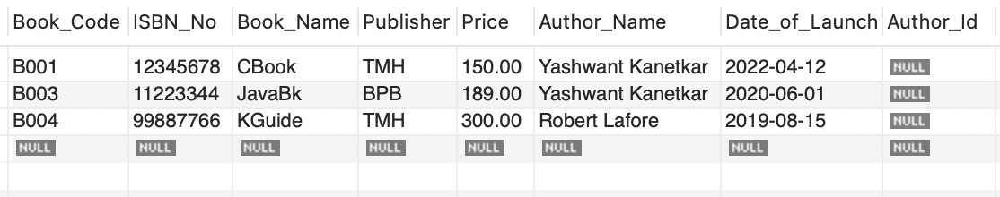 Book_Code ISBN_No Book_Name Publisher Price Author_Name Date_of_Launch Author_Id
B001 12345678 CBook TMH 150.00 Yashwant Kanetkar 2022-04-12 NULL
B003 11223344 JavaBk BPB 189.00 Yashwant Kanetkar 2020-06-01 NULL
B004 99887766 KGuide TMH 300.00 Robert Lafore 2019-08-15 NULL
NULL NULL NULL NULL NULL NULL NULL NULL